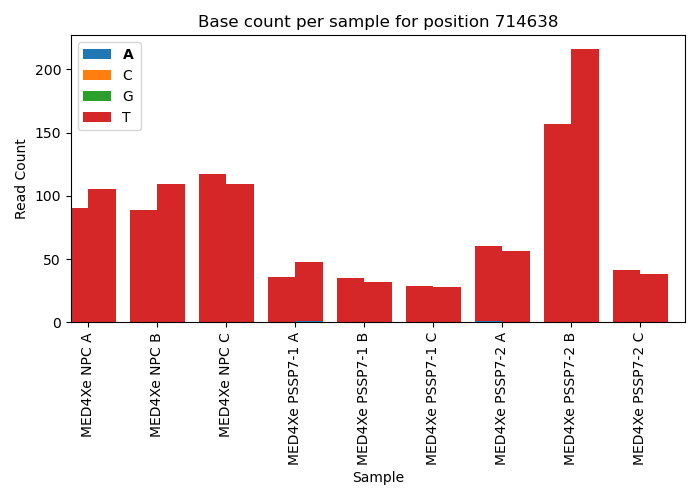 Base count per sample for position 714638
A
C
G
T
Read Count
200
150
100
50
0
MED4Xe NPC A
MED4Xe NPC B
MED4Xe NPC C
MED4Xe PSSP7-1 A
MED4Xe PSSP7-1 B
MED4Xe PSSP7-1 C
MED4Xe PSSP7-2 A
MED4Xe PSSP7-2 B
MED4Xe PSSP7-2 C
Sample